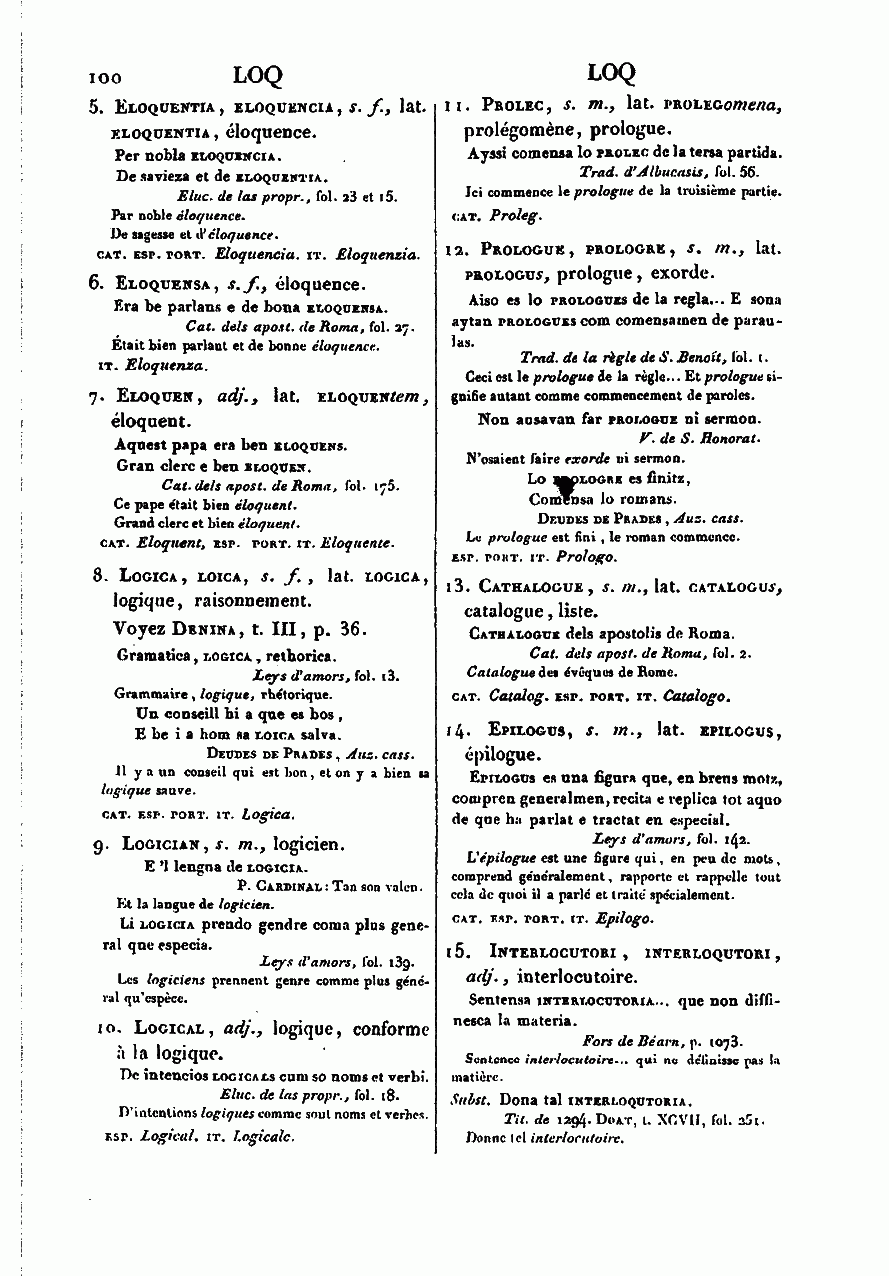 100 LOQ LOQ
5. ELOQUENTIA, ELOQUENCIA, s. f., lat.
ELOQUENTIA, éloquence.
Per nobla ELOQUENCIA.
De savieza et de ELOQUENTIA.
Eluc. de las propr., fol. 23 et 15.
Par noble éloquence.
De sagesse et d'éloquence.
CAT. ESP. PORT. Eloquencia. IT. Eloquenzia.
6. ELOQUENSA, s. f., éloquence.
Era be parlans e de bona ELOQUENSA.
Cat. dels apost. de Roma, fol. 27.
Était bien parlant et de bonne éloquence.
IT. Eloquenza.
7. ELOQUEN, adj., lat. ELOQUENTem,
éloquent.
Aquest papa era ben ELOQUENS.
Gran clerc e ben ELOQUEN.
Cat. dels apost. de Roma, fol. 175.
Ce pape était bien éloquent.
Grand clerc et bien éloquent.
CAT. Eloquent, ESP. PORT. IT. Eloquente.
8. LOGICA, LOICA, s. f., lat. LOGICA,
logique, raisonnement.
Voyez DENINA, t. III, p. 36.
Gramatica, LOGICA, rethorica.
Leys d'amors, fol. 13.
Grammaire, logique, rhétorique.
Un conseill hi a que es bos,
E be i a hom sa LOICA salva.
DEUDES DE PRADES, Auz. cass.
Il y a un conseil qui est bon, et on y a bien sa
logique sauve.
CAT. ESP. PORT. IT. Logica.
9. LOGICIAN, s. m., logicien.
E 'l lengna de LOGICIA.
P. CARDINAL: Tan son valen.
Et la langue de logicien.
Li LOGICIA prendo gendre coma plus gene-
ral que especia.
Leys d'amors, fol. 139.
Les logiciens prennent genre comme plus géné-
ral qu'espèce.
10. LOGICAL, adj., logique, conforme
à la logique.
De intencios LOGICALS cum so noms et verbi.
Eluc. de las propr., fol. 18.
D'intentions logiques comme sont noms et verbes.
ESP. Logical. IT. Logicale.
11. PROLEC, s. m., lat. PROLEGomena,
prolégomène, prologue.
Ayssi comensa lo PROLEC de la tersa partida.
Trad. d'Albucasis, fol. 56.
Ici commence le prologue de la troisième partie.
CAT. Proleg.
12. PROLOGUE, PROLOGRE, s. m., lat.
PROLOGUS, prologue, exorde.
Aiso es lo PROLOGUES de la regla... E sona
aytan PROLOGUES com comensamen de parau-
las.
Trad. de la règle de S. Benoît, fol. 1.
Ceci est le prologue de la règle... Et prologue si-
gnifie autant comme commencement de paroles.
Non ausavan far PROLOGUE ni sermon.
V. de S. Honorat.
N'osaient faire exorde ni sermon.
Lo PROLOGRE es finitz,
Comensa lo romans.
DEUDES DE PRADES, Auz. cass.
Le prologue est fini, le roman commence.
ESP. PORT. IT. Prologo.
13. CATHALOGUE, s. m., lat. CATALOGUS,
catalogue, liste.
CATHALOGUE dels apostolis de Roma.
Cat. dels apost. de Roma, fol. 2.
Catalogue des évêques de Rome.
CAT. Catalog. ESP. PORT. IT. Catalogo.
14. EPILOGUS, s. m., lat. EPILOGUS,
épilogue.
EPILOGUS es una figura que, en breus motz,
compren generalmen, recita e replica tot aquo
de que ha parlat e tractat en especial.
Leys d'amors, fol. 142.
L'épilogue est une figure qui, en peu de mots,
comprend généralement, rapporte et rappelle tout
cela de quoi il a parlé et traité spécialement.
CAT. ESP. PORT. IT. Epilogo.
15. INTERLOCUTORI, INTERLOQUTORI,
adj., interlocutoire.
Sentensa INTERLOCUTORIA... que non diffi-
nesca la materia.
Fors de Béarn, p. 1073.
Sentence interlocutoire... qui ne définisse pas la
matière.
Subst. Dona tal INTERLOQUTORIA.
Tit. de 1294. DOAT, t. XCVII, fol. 251.
Donne tel interlocutoire.